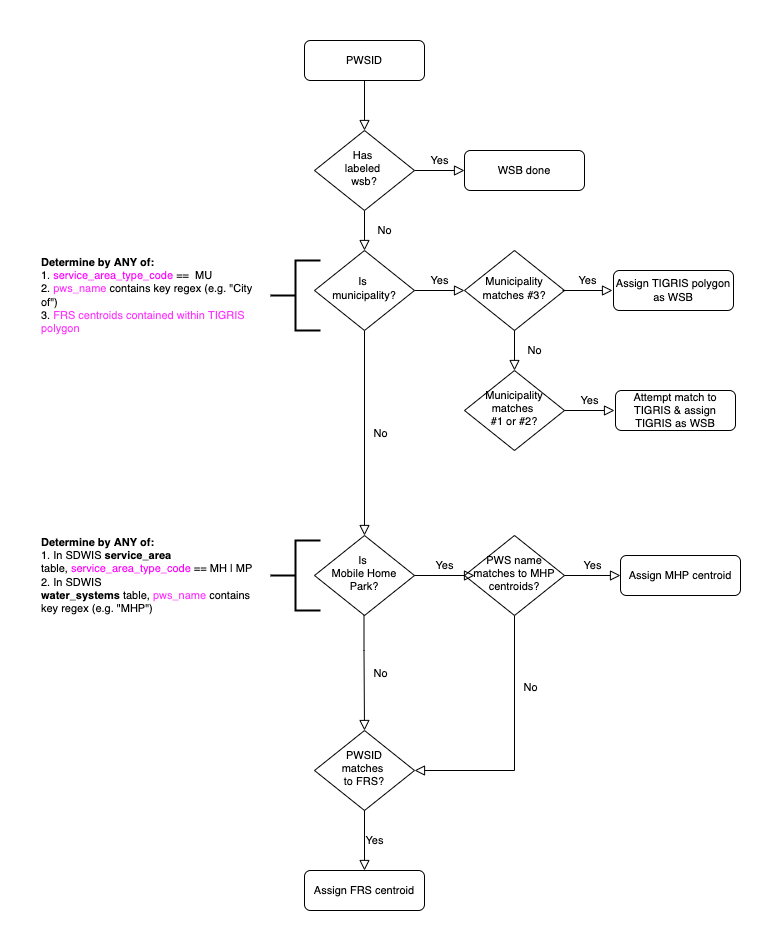 PWSID
Has
labeled
wsb?
Yes
WSB done
No
Determine by ANY of:
1. service_area_type_code ==  MU
2. pws_name contains key regex (e.g. "City
of")
3. FRS centroids contained within TIGRIS
polygon
Is
municipality?
Yes
Municipality
matches #3?
Yes
Assign TIGRIS polygon
as WSB
No
Municipality
matches
#1 or #2?
Yes
Attempt match to
TIGRIS & assign
TIGRIS as WSB
No
Determine by ANY of:
1. In SDWIS service_area
table, service_area_type_code == MH | MP
2. In SDWIS
water_systems table, pws_name contains
key regex (e.g. "MHP")
Is
Mobile Home
Park?
Yes
PWS name
matches to MHP
centroids?
Yes
Assign MHP centroid
No
No
PWSID
matches
to FRS?
Yes
Assign FRS centroid